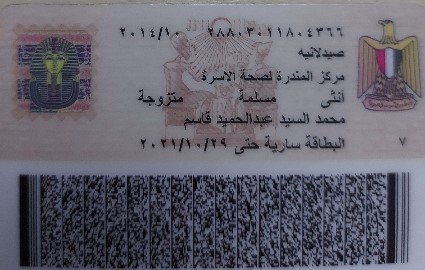 ٢٨٨٠٣٠١١٨٠٤٣٦٦ ٢٠١٤/١٠
صيدلانيه
مركز المندرة لصحة الاسرة
أنثى مسلمة متزوجة
محمد السيد عبدالحميد قاسم
البطاقة سارية حتى ٢٠٢١/١٠/٢٩
٧